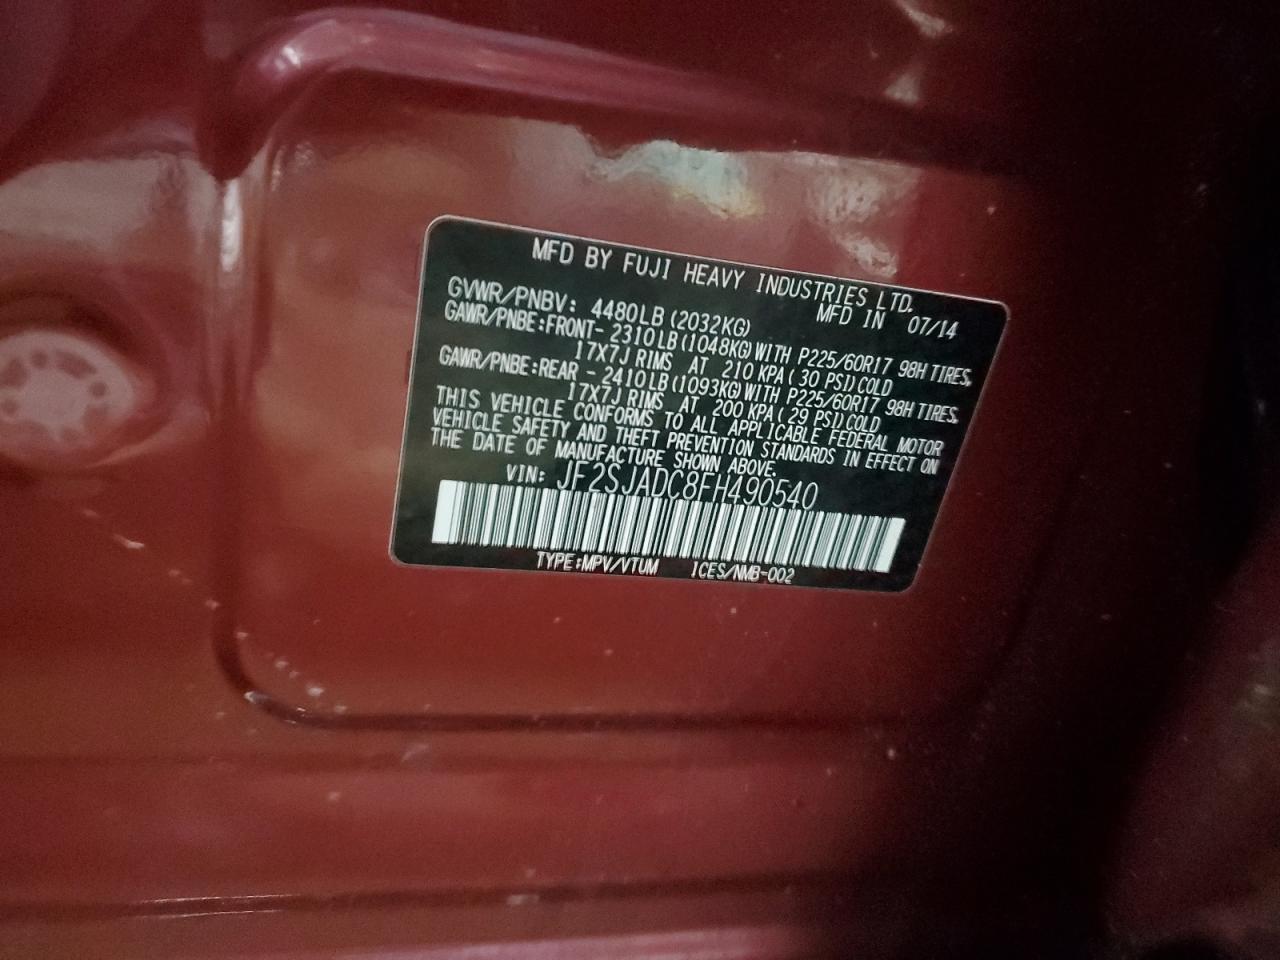 MFD BY FUJI HEAVY INDUSTRIES LTD.
MFD IN 07/14
GVWR/PNBV: 4480LB (2032KG)
GAWR/PNBE:FRONT- 2310LB (1048KG) WITH P225/60R17 98H TIRES,
17X7J RIMS AT 210 KPA ( 30 PSI) COLD
GAWR/PNBE:REAR - 2410LB (1093KG) WITH P225/60R17 98H TIRES,
17X7J RIMS AT 200 KPA ( 29 PSI) COLD
THIS VEHICLE CONFORMS TO ALL APPLICABLE FEDERAL MOTOR
VEHICLE SAFETY AND THEFT PREVENTION STANDARDS IN EFFECT ON
THE DATE OF MANUFACTURE SHOWN ABOVE.
VIN: JF2SJADC8FH490540
TYPE:MPV/VTUM ICES/NMB-002